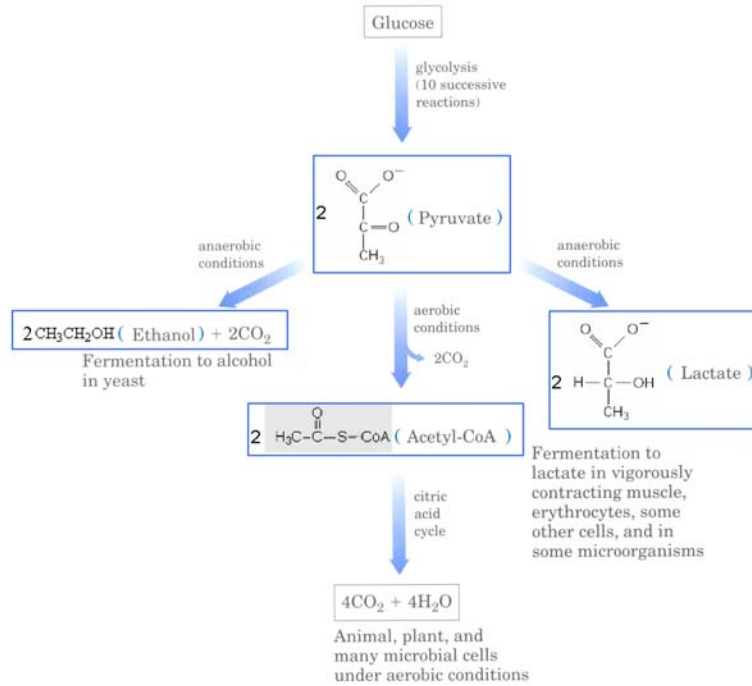 Glucose
glycolysis
(10 successive
reactions)
O O⁻
C
2 C=O (Pyruvate)
CH₃
anaerobic
conditions
anaerobic
conditions
2CH₃CH₂OH(Ethanol) + 2CO₂
Fermentation to alcohol
in yeast
aerobic
conditions
2CO₂
O O⁻
C
2 H–C–OH (Lactate)
CH₃
O
2 H₃C–C–S–CoA(Acetyl-CoA)
Fermentation to
lactate in vigorously
contracting muscle,
erythrocytes, some
other cells, and in
some microorganisms
citric
acid
cycle
4CO₂ + 4H₂O
Animal, plant, and
many microbial cells
under aerobic conditions